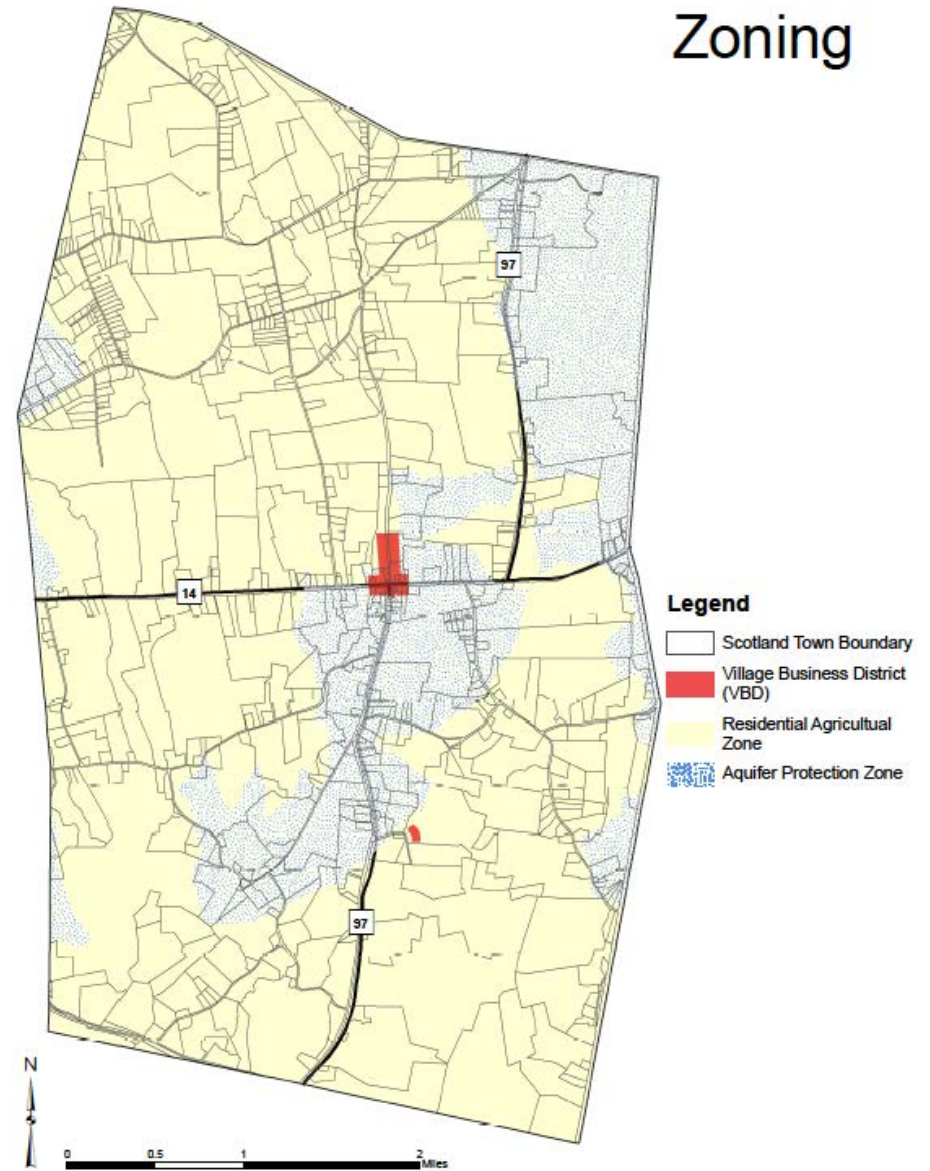 Zoning
97
14
Legend
Scotland Town Boundary
Village Business District
(VBD)
Residential Agricultual
Zone
Aquifer Protection Zone
97
N
0 0.5 1 2
Miles